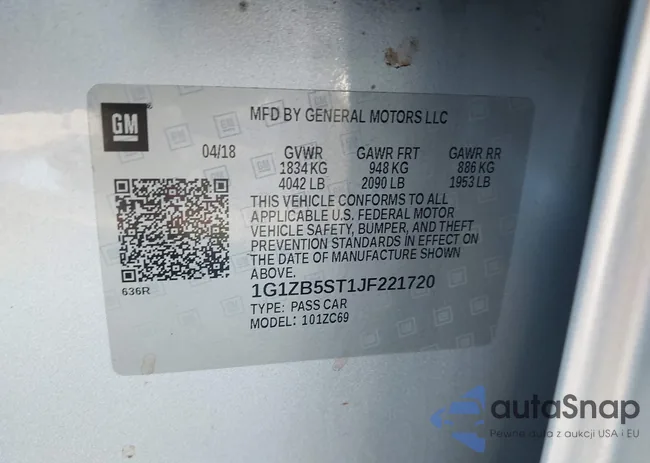 GM
®
MFD BY GENERAL MOTORS LLC
04/18 GVWR GAWR FRT GAWR RR
1834 KG 948 KG 886 KG
4042 LB 2090 LB 1953 LB
THIS VEHICLE CONFORMS TO ALL
APPLICABLE U.S. FEDERAL MOTOR
VEHICLE SAFETY, BUMPER, AND THEFT
PREVENTION STANDARDS IN EFFECT ON
THE DATE OF MANUFACTURE SHOWN
ABOVE.
636R
1G1ZB5ST1JF221720
TYPE: PASS CAR
MODEL: 101ZC69
autaSnap
Pewne auta z aukcji USA i EU